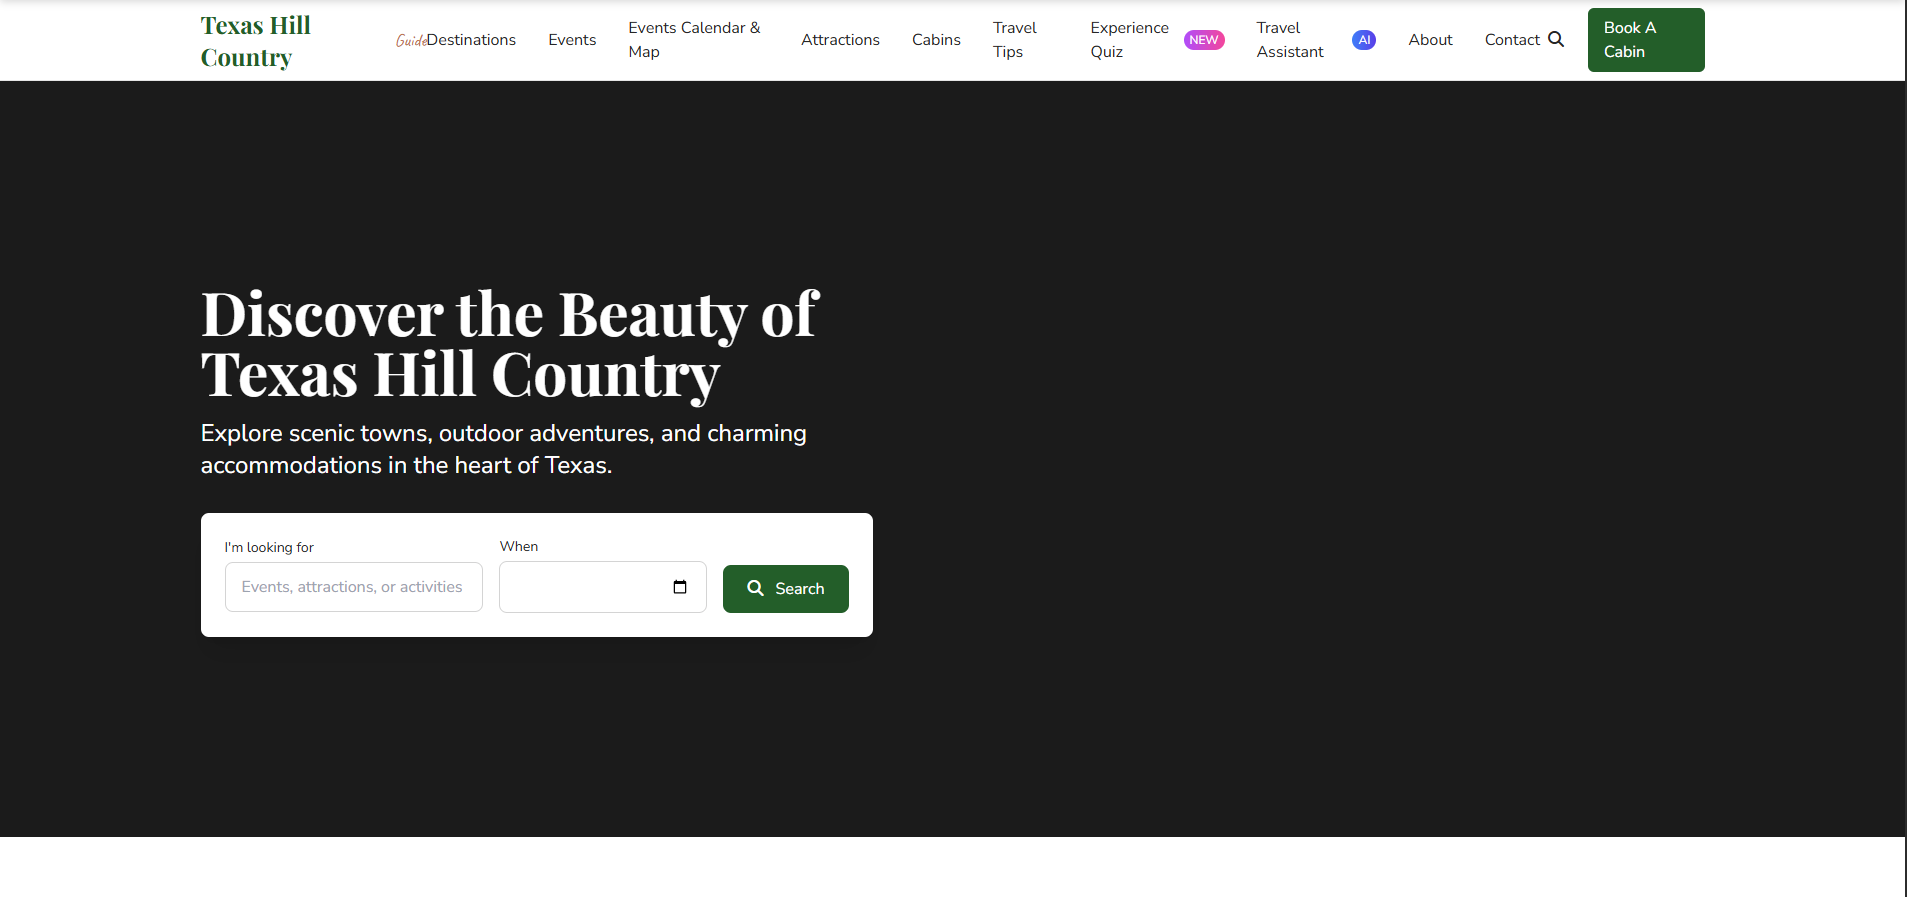 Texas Hill
Country
Guide
Destinations
Events
Events Calendar &
Map
Attractions
Cabins
Travel
Tips
Experience
Quiz
NEW
Travel
Assistant
AI
About
Contact
Book A
Cabin
Discover the Beauty of
Texas Hill Country
Explore scenic towns, outdoor adventures, and charming
accommodations in the heart of Texas.
I'm looking for
When
Events, attractions, or activities
Search